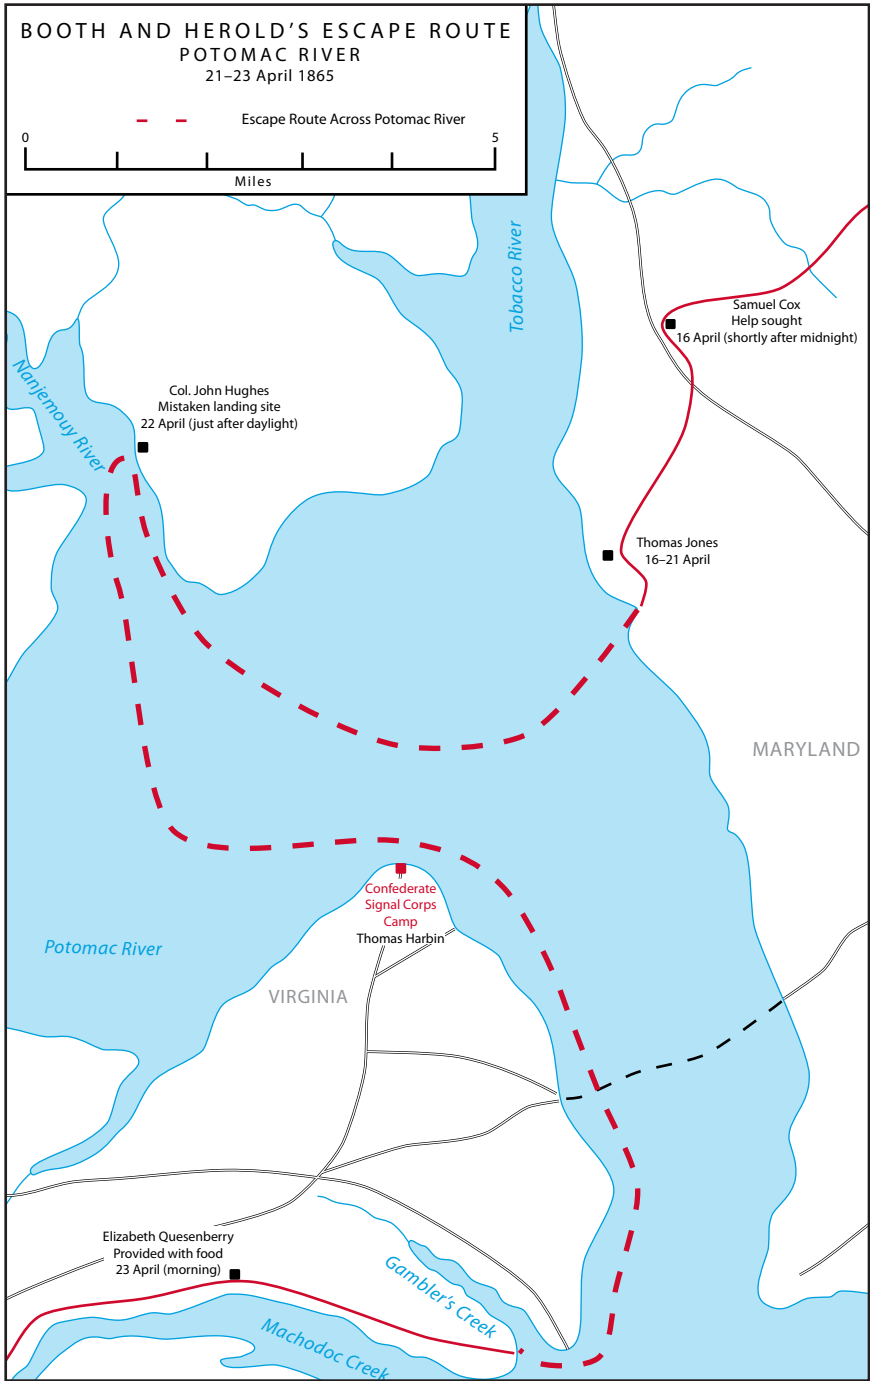 BOOTH AND HEROLD'S ESCAPE ROUTE
POTOMAC RIVER
21–23 April 1865
Escape Route Across Potomac River
0
5
Miles
Tobacco River
Samuel Cox
Help sought
16 April (shortly after midnight)
Nanjemouy River
Col. John Hughes
Mistaken landing site
22 April (just after daylight)
Thomas Jones
16–21 April
MARYLAND
Confederate
Signal Corps
Camp
Thomas Harbin
Potomac River
VIRGINIA
Elizabeth Quesenberry
Provided with food
23 April (morning)
Gambler's Creek
Machodoc Creek